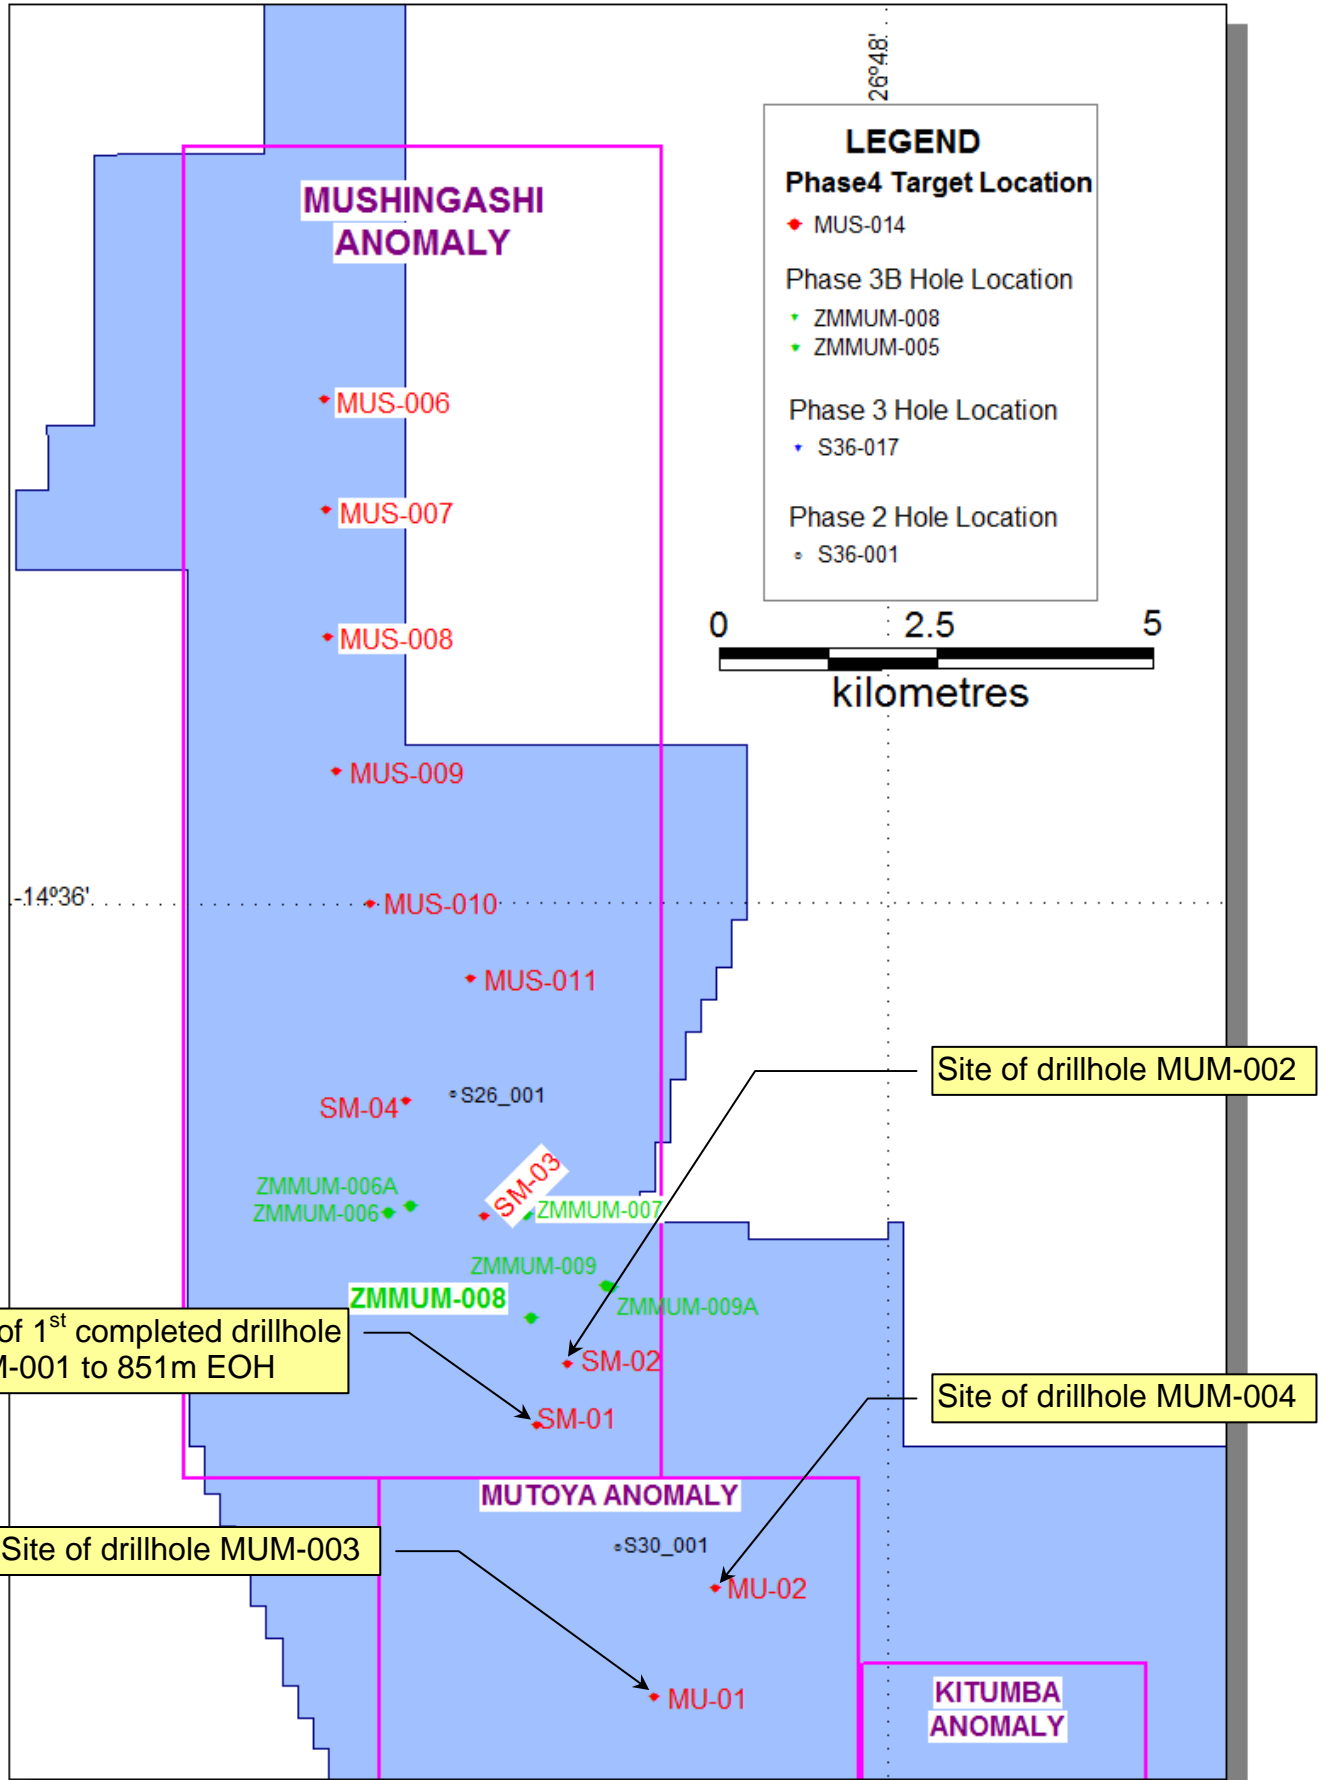 26º48'
LEGEND
Phase4 Target Location
MUS-014
Phase 3B Hole Location
ZMMUM-008
ZMMUM-005
Phase 3 Hole Location
S36-017
Phase 2 Hole Location
S36-001
0 2.5 5
kilometres
MUSHINGASHI
ANOMALY
MUS-006
MUS-007
MUS-008
MUS-009
-14º36'
MUS-010
MUS-011
Site of drillhole MUM-002
SM-04
S26_001
SM-03
ZMMUM-006A
ZMMUM-006
ZMMUM-007
ZMMUM-009
ZMMUM-008
ZMMUM-009A
of 1st completed drillhole
M-001 to 851m EOH
SM-02
SM-01
Site of drillhole MUM-004
MUTOYA ANOMALY
Site of drillhole MUM-003
S30_001
MU-02
MU-01
KITUMBA
ANOMALY